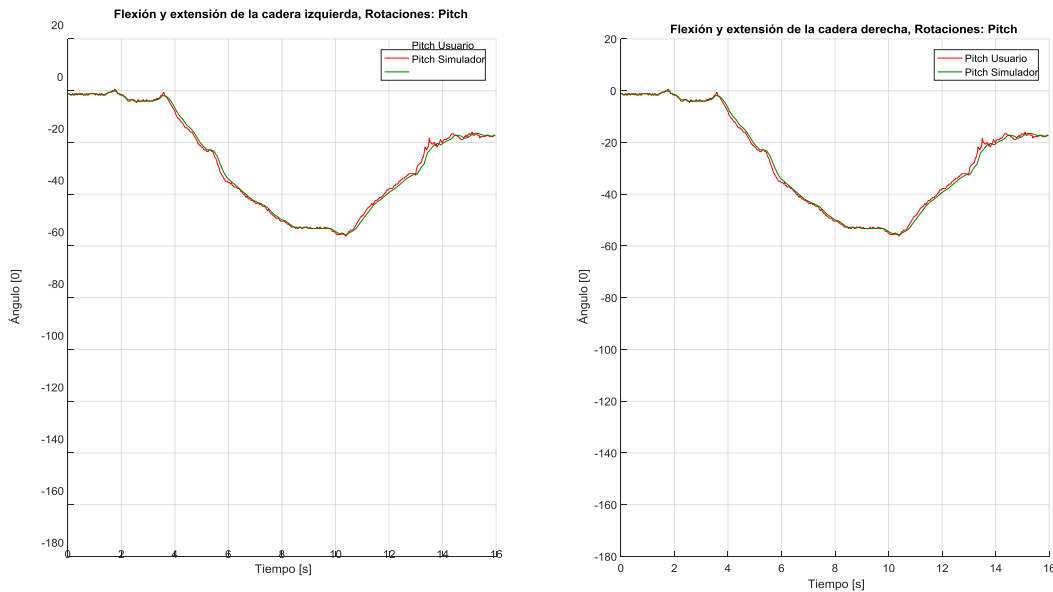 Flexión y extensión de la cadera izquierda, Rotaciones: Pitch
20
0
-20
-40
-60
-80
-100
-120
-140
-160
-180
Ángulo [0]
Pitch Usuario
Pitch Simulador
0 2 4 6 8 10 12 14 16
Tiempo [s]
Flexión y extensión de la cadera derecha, Rotaciones: Pitch
20
0
-20
-40
-60
-80
-100
-120
-140
-160
-180
Ángulo [0]
Pitch Usuario
Pitch Simulador
0 2 4 6 8 10 12 14 16
Tiempo [s]